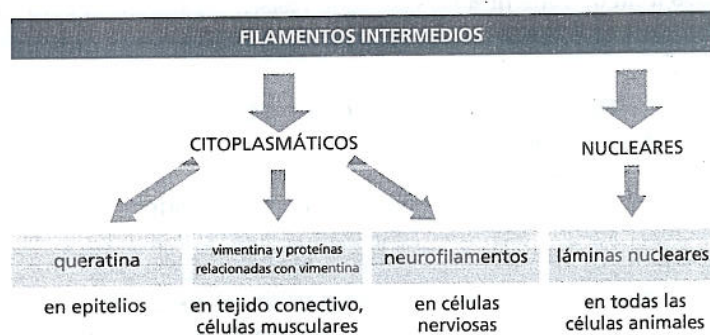 FILAMENTOS INTERMEDIOS
CITOPLASMÁTICOS
NUCLEARES
queratina
vimentina y proteínas
relacionadas con vimentina
neurofilamentos
láminas nucleares
en epitelios
en tejido conectivo,
células musculares
en células
nerviosas
en todas las
células animales